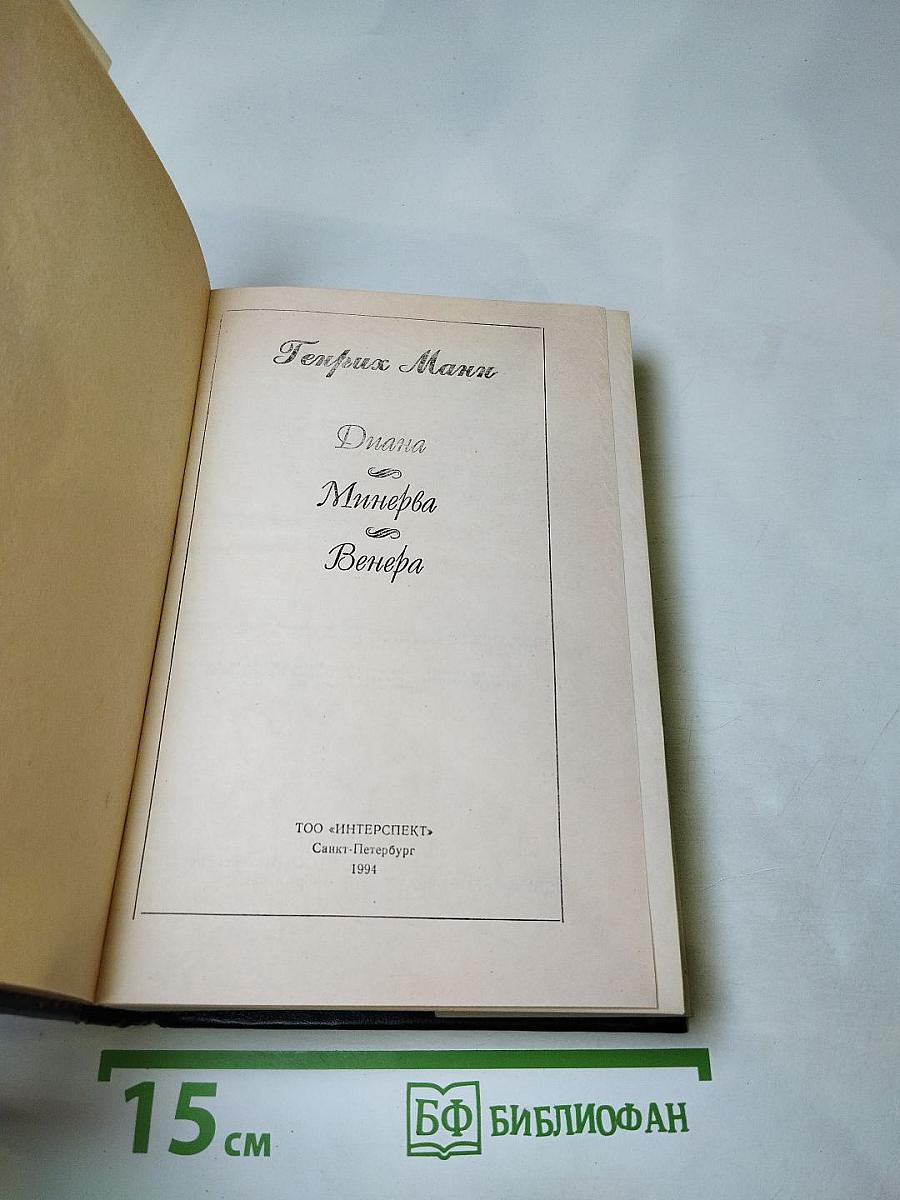 Генрих Манн
Диана
Минерва
Венера
ТОО «ИНТЕРСПЕКТ»
Санкт-Петербург
1994
15 см
БФ БИБЛИОФАН